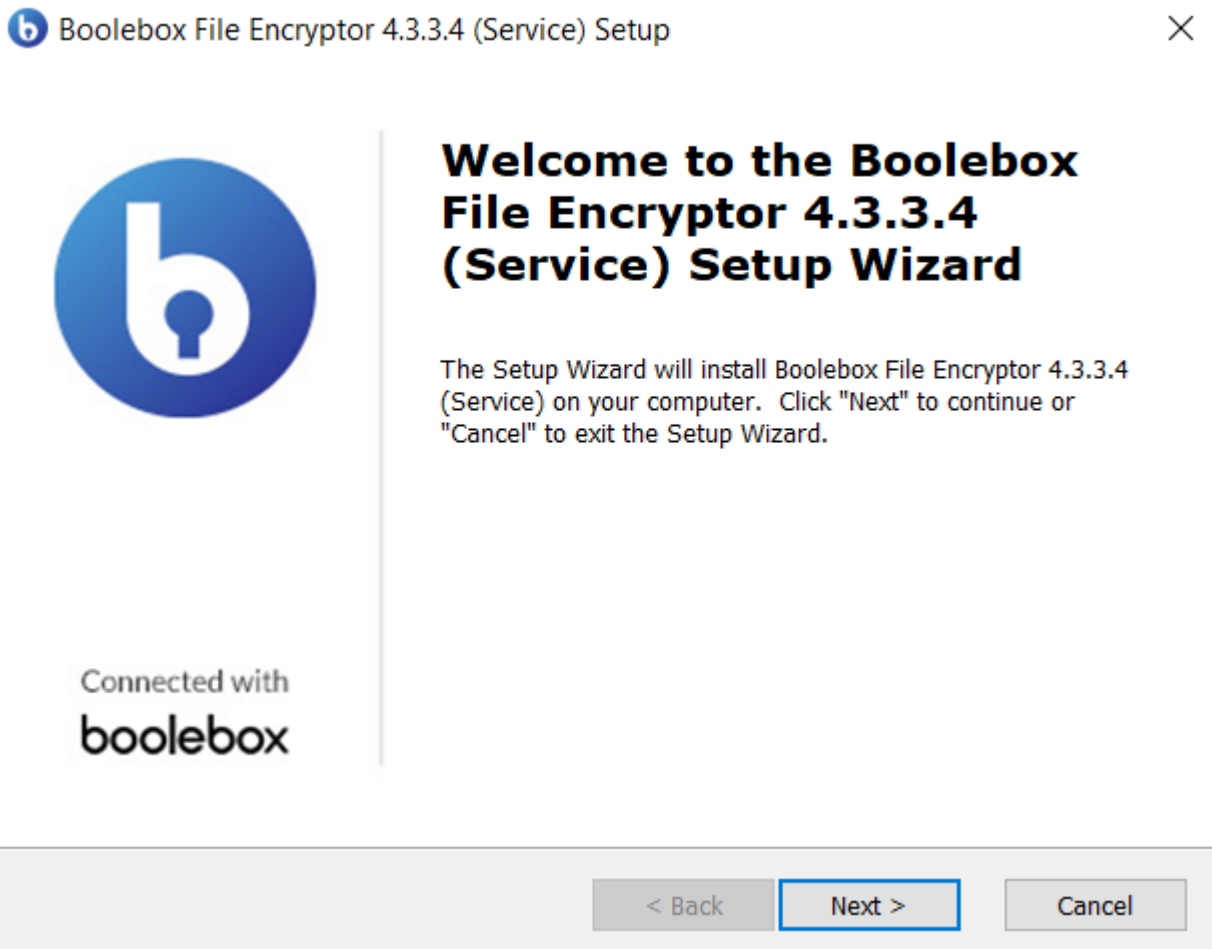 Boolebox File Encryptor 4.3.3.4 (Service) Setup
Welcome to the Boolebox
File Encryptor 4.3.3.4
(Service) Setup Wizard
The Setup Wizard will install Boolebox File Encryptor 4.3.3.4
(Service) on your computer.  Click "Next" to continue or
"Cancel" to exit the Setup Wizard.
Connected with
boolebox
< Back
Next >
Cancel